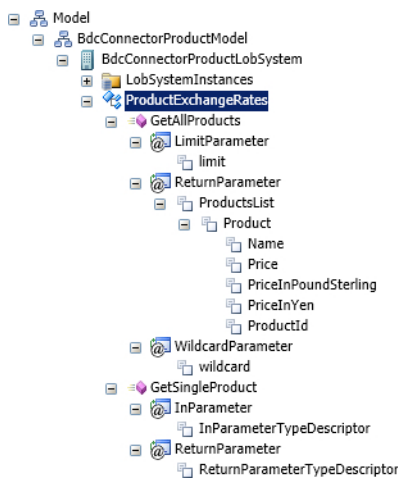 Model
BdcConnectorProductModel
BdcConnectorProductLobSystem
LobSystemInstances
ProductExchangeRates
GetAllProducts
LimitParameter
limit
ReturnParameter
ProductsList
Product
Name
Price
PriceInPoundSterling
PriceInYen
ProductId
WildcardParameter
wildcard
GetSingleProduct
InParameter
InParameterTypeDescriptor
ReturnParameter
ReturnParameterTypeDescriptor